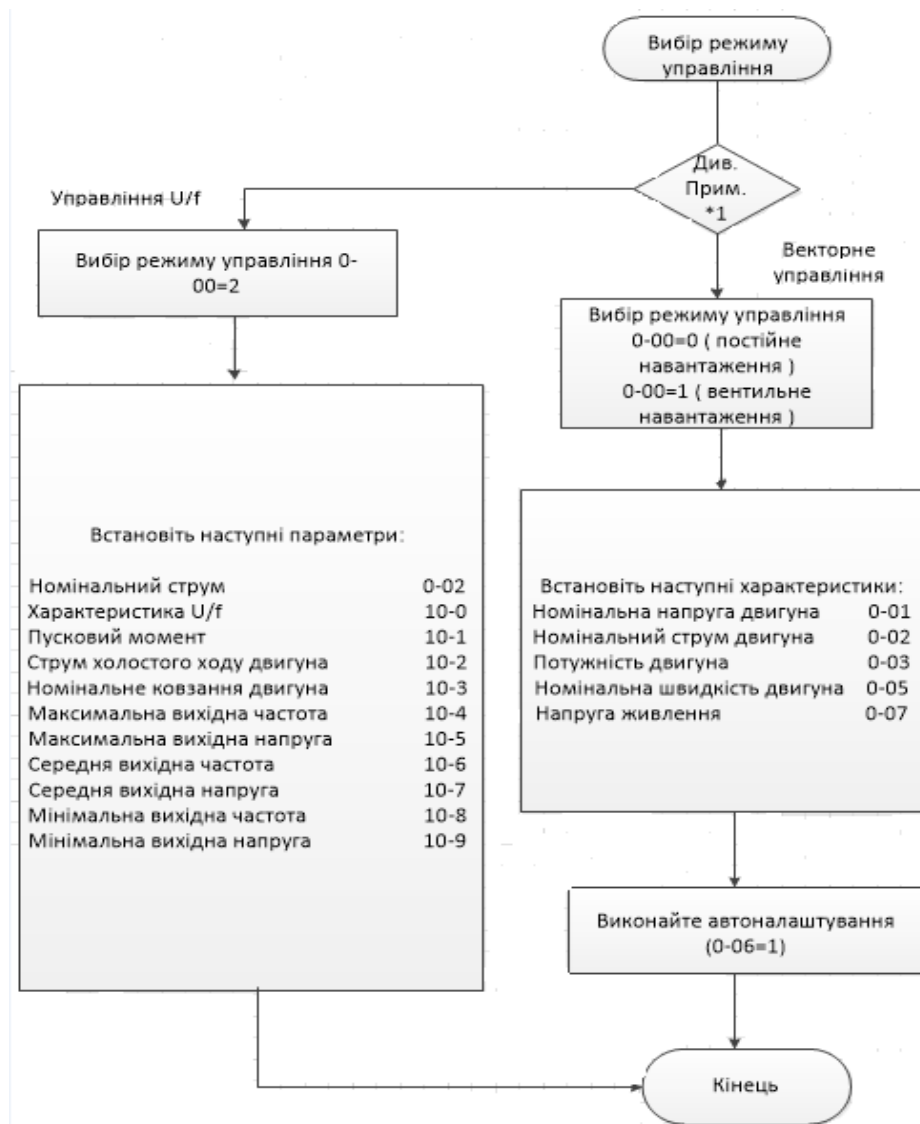 Вибір режиму
управління
Див.
Прим.
*1
Управління U/f
Вибір режиму управління 0-
00=2
Встановіть наступні параметри:
Номінальний струм 0-02
Характеристика U/f 10-0
Пусковий момент 10-1
Струм холостого ходу двигуна 10-2
Номінальне ковзання двигуна 10-3
Максимальна вихідна частота 10-4
Максимальна вихідна напруга 10-5
Середня вихідна частота 10-6
Середня вихідна напруга 10-7
Мінімальна вихідна частота 10-8
Мінімальна вихідна напруга 10-9
Векторне
управління
Вибір режиму управління
0-00=0 ( постійне
навантаження )
0-00=1 ( вентильне
навантаження )
Встановіть наступні характеристики:
Номінальна напруга двигуна 0-01
Номінальний струм двигуна 0-02
Потужність двигуна 0-03
Номінальна швидкість двигуна 0-05
Напруга живлення 0-07
Виконайте автоналаштування
(0-06=1)
Кінець